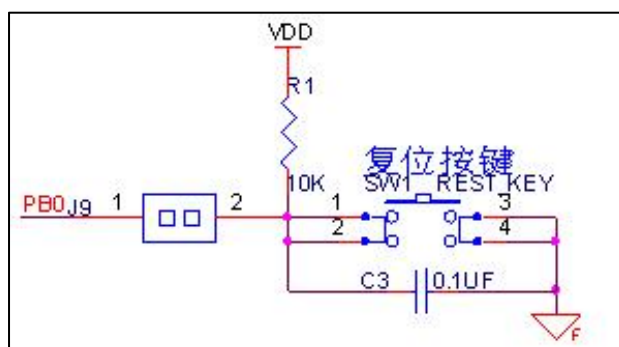 VDD
R1
复位按键
10K SW1 REST KEY
PB0 J9 1 2 1 3
2 4
C3 0.1UF
F